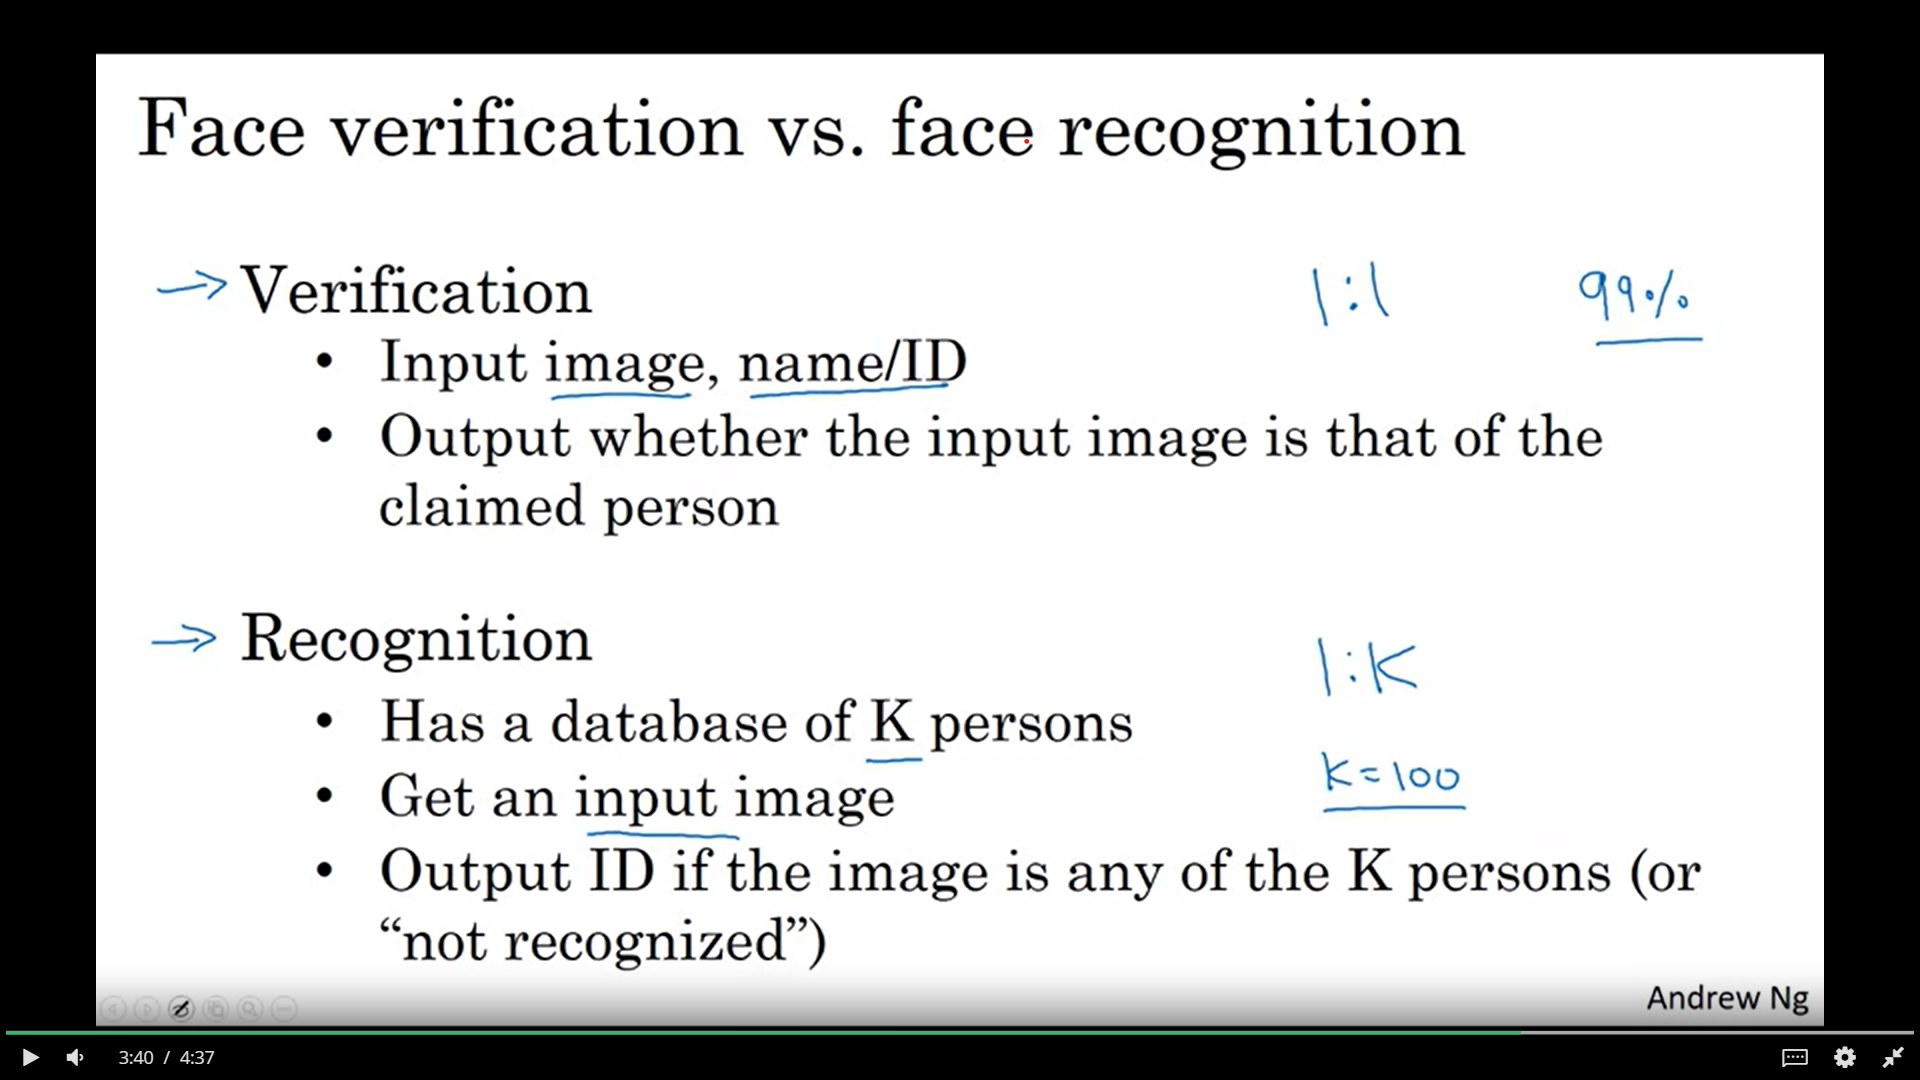 Face verification vs. face recognition
→ Verification 1:1 99%
• Input image, name/ID
• Output whether the input image is that of the
claimed person
→ Recognition 1:K
• Has a database of K persons
K=100
• Get an input image
• Output ID if the image is any of the K persons (or
“not recognized”)
Andrew Ng
3:40 / 4:37